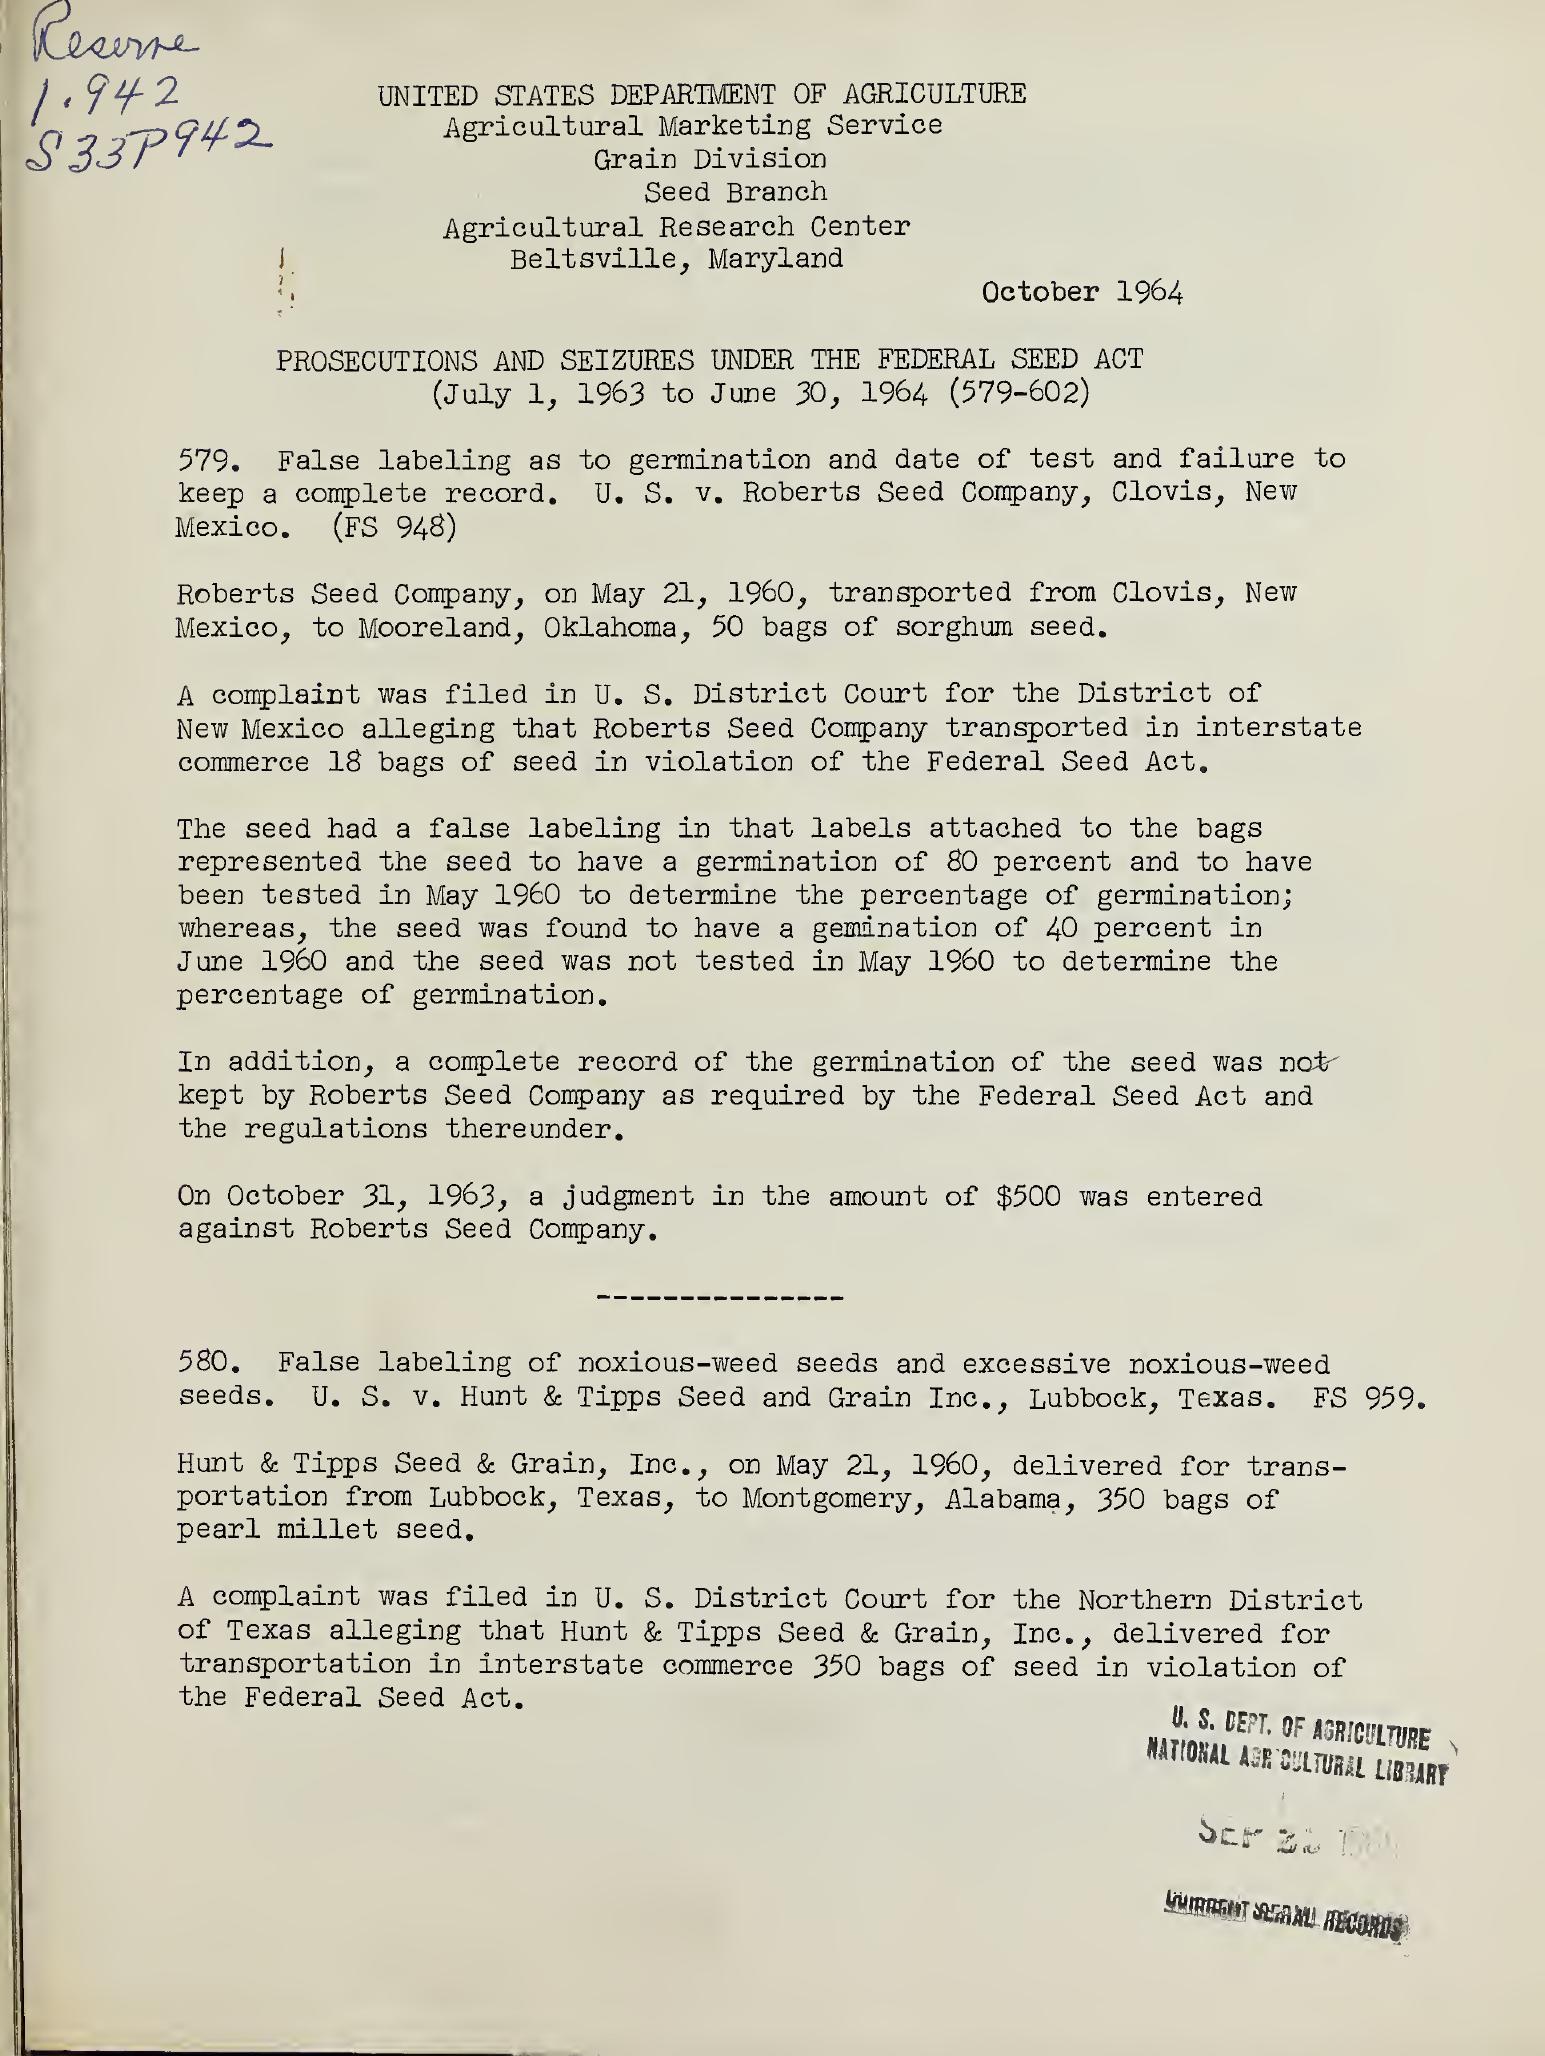 Reserve
1.942
S33P942
UNITED STATES DEPARTMENT OF AGRICULTURE
Agricultural Marketing Service
Grain Division
Seed Branch
Agricultural Research Center
Beltsville, Maryland
October 1964
PROSECUTIONS AND SEIZURES UNDER THE FEDERAL SEED ACT
(July 1, 1963 to June 30, 1964 (579-602)
579. False labeling as to germination and date of test and failure to
keep a complete record. U. S. v. Roberts Seed Company, Clovis, New
Mexico. (FS 948)
Roberts Seed Company, on May 21, 1960, transported from Clovis, New
Mexico, to Mooreland, Oklahoma, 50 bags of sorghum seed.
A complaint was filed in U. S. District Court for the District of
New Mexico alleging that Roberts Seed Company transported in interstate
commerce 18 bags of seed in violation of the Federal Seed Act.
The seed had a false labeling in that labels attached to the bags
represented the seed to have a germination of 80 percent and to have
been tested in May 1960 to determine the percentage of germination;
whereas, the seed was found to have a gemination of 40 percent in
June 1960 and the seed was not tested in May 1960 to determine the
percentage of germination.
In addition, a complete record of the germination of the seed was not
kept by Roberts Seed Company as required by the Federal Seed Act and
the regulations thereunder.
On October 31, 1963, a judgment in the amount of $500 was entered
against Roberts Seed Company.
---------------
580. False labeling of noxious-weed seeds and excessive noxious-weed
seeds. U. S. v. Hunt & Tipps Seed and Grain Inc., Lubbock, Texas. FS 959.
Hunt & Tipps Seed & Grain, Inc., on May 21, 1960, delivered for trans-
portation from Lubbock, Texas, to Montgomery, Alabama, 350 bags of
pearl millet seed.
A complaint was filed in U. S. District Court for the Northern District
of Texas alleging that Hunt & Tipps Seed & Grain, Inc., delivered for
transportation in interstate commerce 350 bags of seed in violation of
the Federal Seed Act.
U. S. DEPT. OF AGRICULTURE
NATIONAL AGRICULTURAL LIBRARY
SEP
CURRENT SERIAL RECORDS